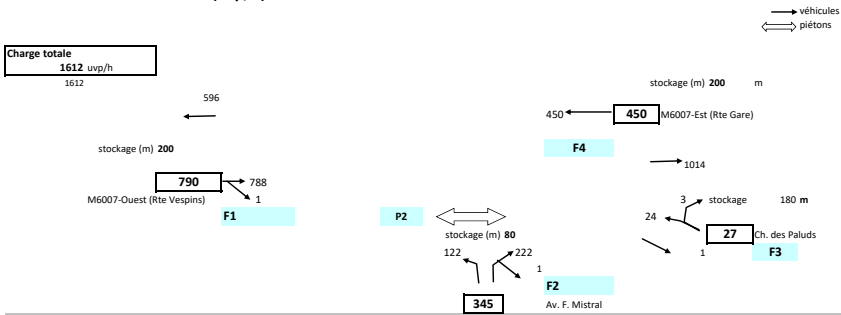 véhicules
piétons
Charge totale
1612 uvp/h
1612
stockage (m) 200 m
596
450 450 M6007-Est (Rte Gare)
stockage (m) 200
F4
1014
790 788
M6007-Ouest (Rte Vespins) 1
3 stockage 180 m
F1 P2
24
stockage (m) 80
27 Ch. des Paluds
122 222
1 F3
1
F2
345 Av. F. Mistral